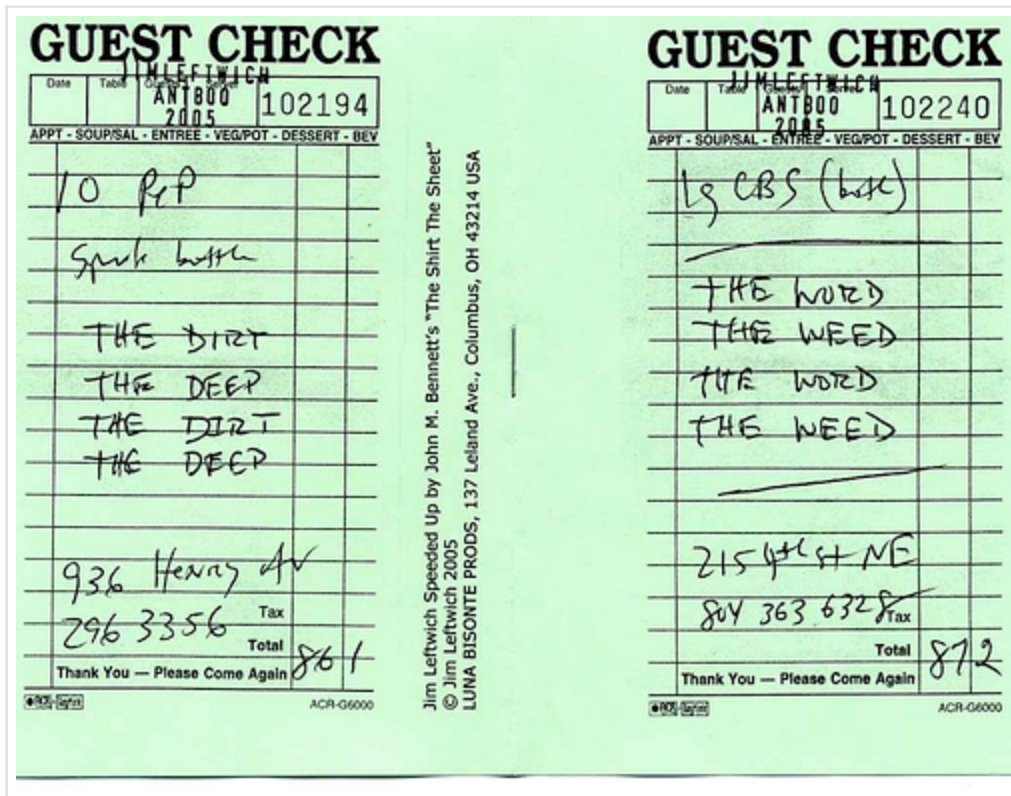 GUEST CHECK
JIMLEFTWICH
Date Table Guests Server
ANTBOO
2005
102194
APPT - SOUP/SAL - ENTREE - VEG/POT - DESSERT - BEV
10 PeP
bottle
THE DIRT
THE DEEP
THE DIRT
THE DEEP
936 Henry AV
296 3356
Tax
Total
861
Thank You — Please Come Again
ACR-G6000
Jim Leftwich Speeded Up by John M. Bennett's "The Shirt The Sheet"
© Jim Leftwich 2005
LUNA BISONTE PRODS, 137 Leland Ave., Columbus, OH 43214 USA
GUEST CHECK
JIMLEFTWICH
Date Table Guests Server
ANTBOO
2005
102240
APPT - SOUP/SAL - ENTREE - VEG/POT - DESSERT - BEV
lg CBS (both)
THE WORD
THE WEED
THE WORD
THE WEED
215 4th St NE
804 363 6328
Tax
Total
872
Thank You — Please Come Again
ACR-G6000